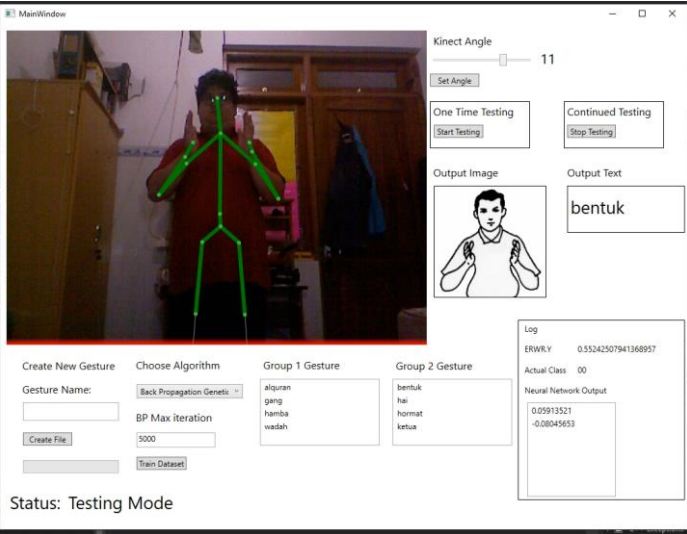 MainWindow
Kinect Angle
11
Set Angle
One Time Testing
Start Testing
Continued Testing
Stop Testing
Output Image
Output Text
bentuk
Create New Gesture
Gesture Name:
Create File
Choose Algorithm
Back Propagation Genetic
BP Max iteration
5000
Train Dataset
Group 1 Gesture
alquran
gang
hamba
wadah
Group 2 Gesture
bentuk
hai
hormat
ketua
Log
ERWR.Y 0.55242507941368957
Actual Class 00
Neural Network Output
0.05913521
-0.08045653
Status: Testing Mode